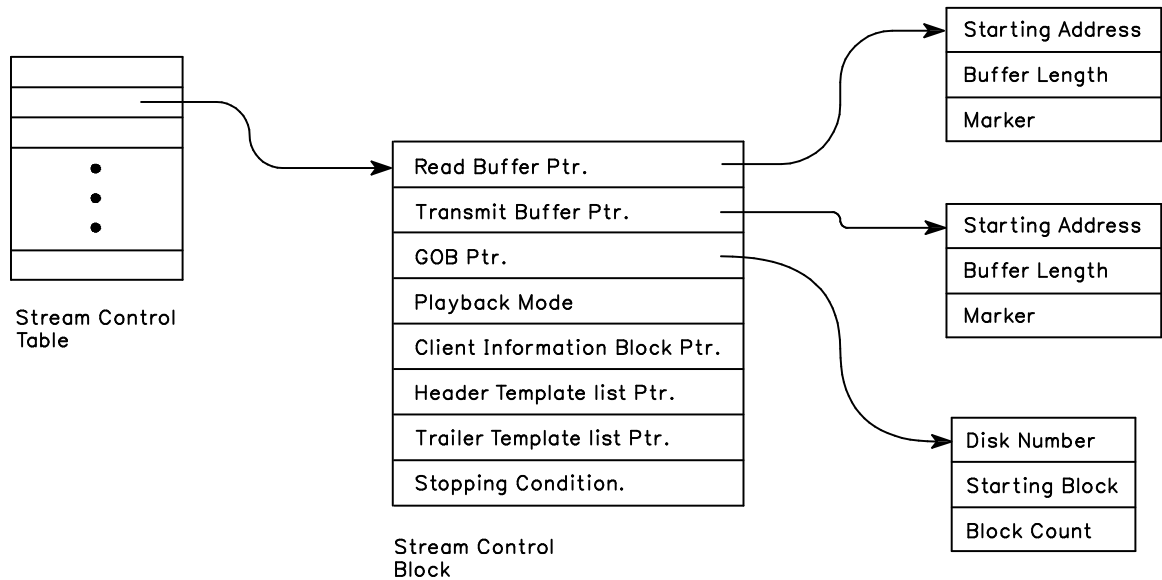 Stream Control
Table
Read Buffer Ptr.
Transmit Buffer Ptr.
GOB Ptr.
Playback Mode
Client Information Block Ptr.
Header Template list Ptr.
Trailer Template list Ptr.
Stopping Condition.
Stream Control
Block
Starting Address
Buffer Length
Marker
Starting Address
Buffer Length
Marker
Disk Number
Starting Block
Block Count